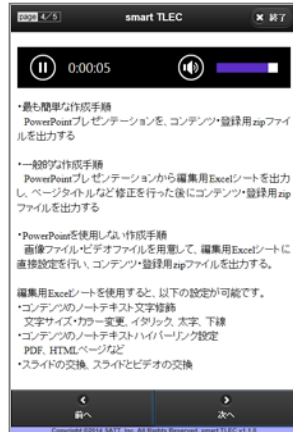 page 4/5 smart TLEC ✖ 終了
0:00:05
・最も簡単な作成手順
PowerPointプレゼンテーションを、コンテンツ・登録用zipファイ
ルを出力する
・一般的な作成手順
PowerPointプレゼンテーションから編集用Excelシートを出力
し、ページタイトルなど修正を行った後にコンテンツ・登録用zip
ファイルを出力する
・PowerPointを使用しない作成手順
画像ファイル・ビデオファイルを用意して、編集用Excelシートに
直接設定を行い、コンテンツ・登録用zipファイルを出力する。
編集用Excelシートを使用すると、以下の設定が可能です。
・コンテンツのノートテキスト文字修飾
文字サイズ・カラー変更、イタリック、太字、下線
・コンテンツのノートテキストハイパーリンク設定
PDF、HTMLページなど
・スライドの交換、スライドとビデオの交換
前へ 次へ
Copyright ©2014 SATT, Inc. All Rights Reserved. smart TLEC v1.1.0